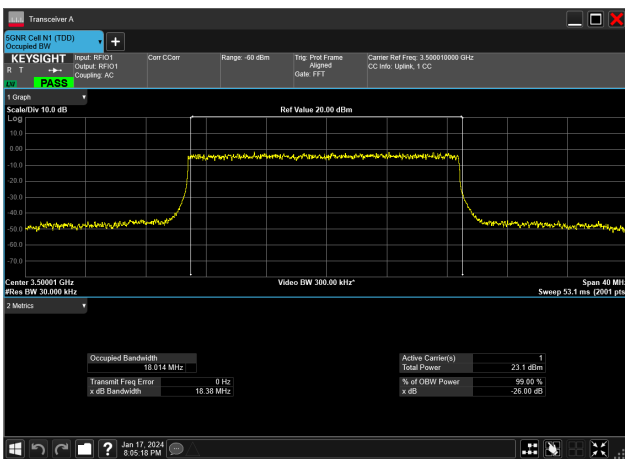 Transceiver A
5GNR Cell N1 (TDD)
Occupied BW
KEYSIGHT
R T
LNI
PASS
Input: RFIO1
Output: RFIO1
Coupling: AC
Corr CCorr
Range: -60 dBm
Trig: Prot Frame
Aligned
Gate: FFT
Carrier Ref Freq: 3.500010000 GHz
CC Info: Uplink, 1 CC
1 Graph
Scale/Div 10.0 dB
Ref Value 20.00 dBm
Log
10.0
0.00
-10.0
-20.0
-30.0
-40.0
-50.0
-60.0
-70.0
Center 3.50001 GHz
Video BW 300.00 kHz*
Span 40 MHz
#Res BW 30.000 kHz
Sweep 53.1 ms (2001 pts
2 Metrics
Occupied Bandwidth
18.014 MHz
Transmit Freq Error 0 Hz
x dB Bandwidth 18.38 MHz
Active Carrier(s) 1
Total Power 23.1 dBm
% of OBW Power 99.00 %
x dB -26.00 dB
?
Jan 17, 2024
8:05:18 PM